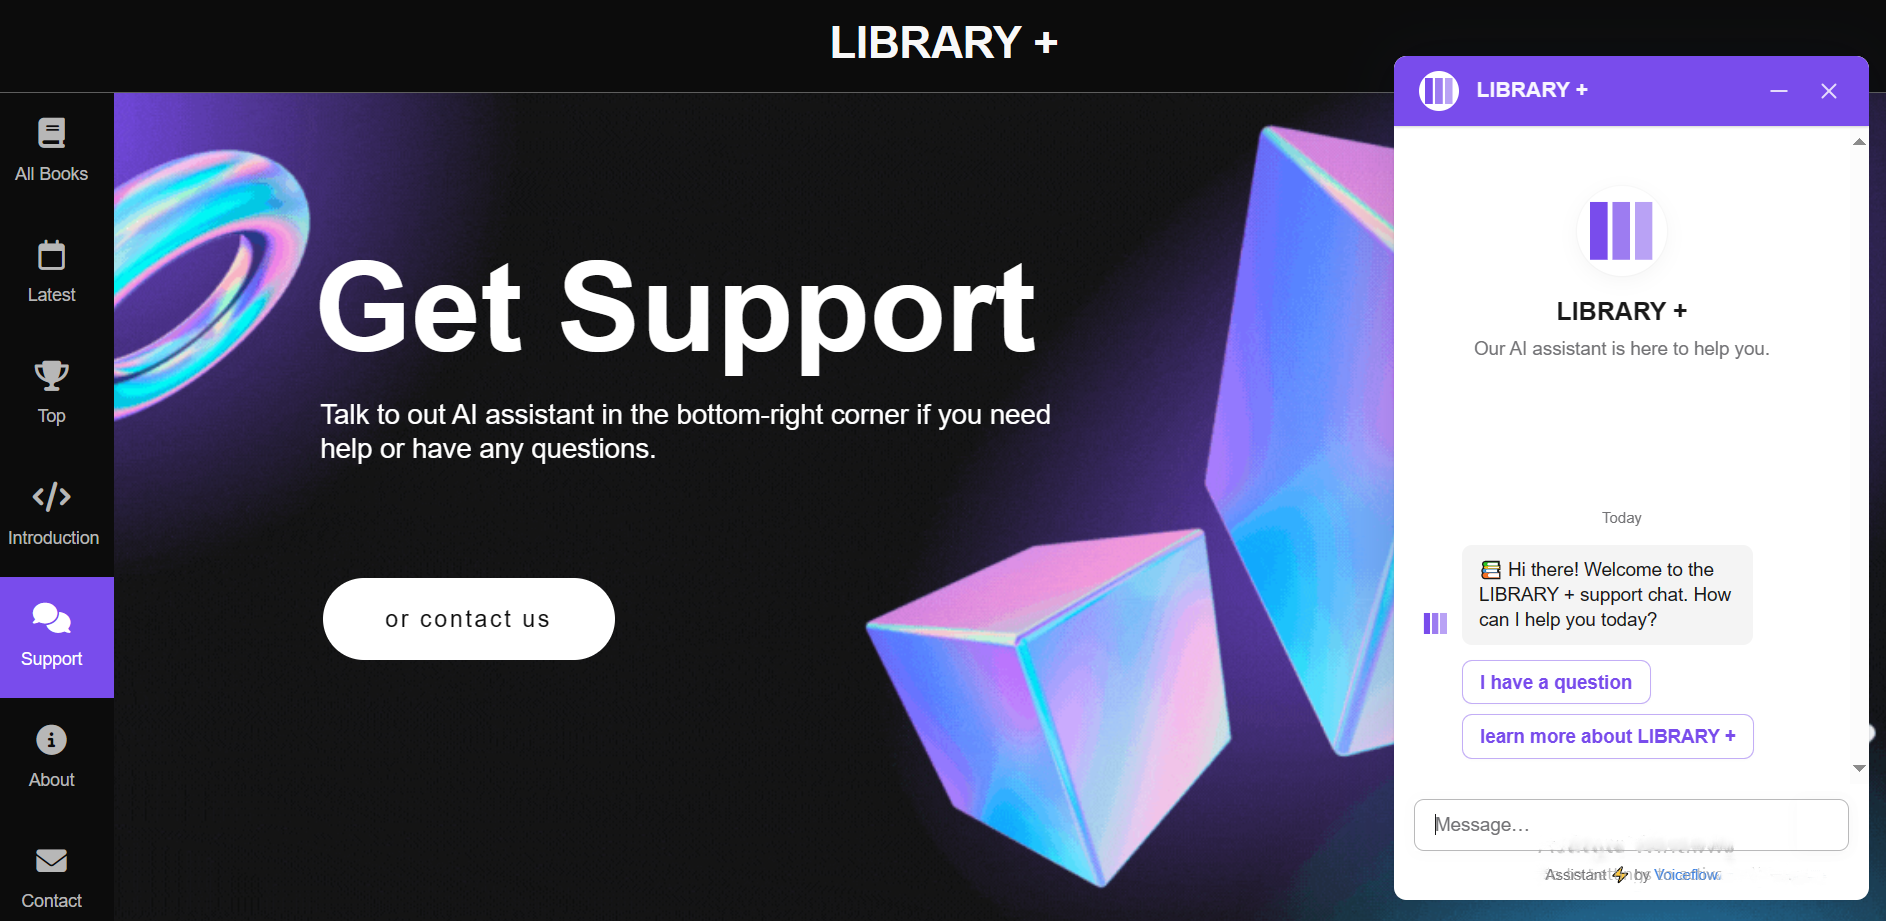 LIBRARY +
All Books
Latest
Top
Introduction
Support
About
Contact
Get Support
Talk to out AI assistant in the bottom-right corner if you need
help or have any questions.
or contact us
LIBRARY +
LIBRARY +
Our AI assistant is here to help you.
Today
📚 Hi there! Welcome to the
LIBRARY + support chat. How
can I help you today?
I have a question
learn more about LIBRARY +
Message…
Assistant ⚡ by Voiceflow.